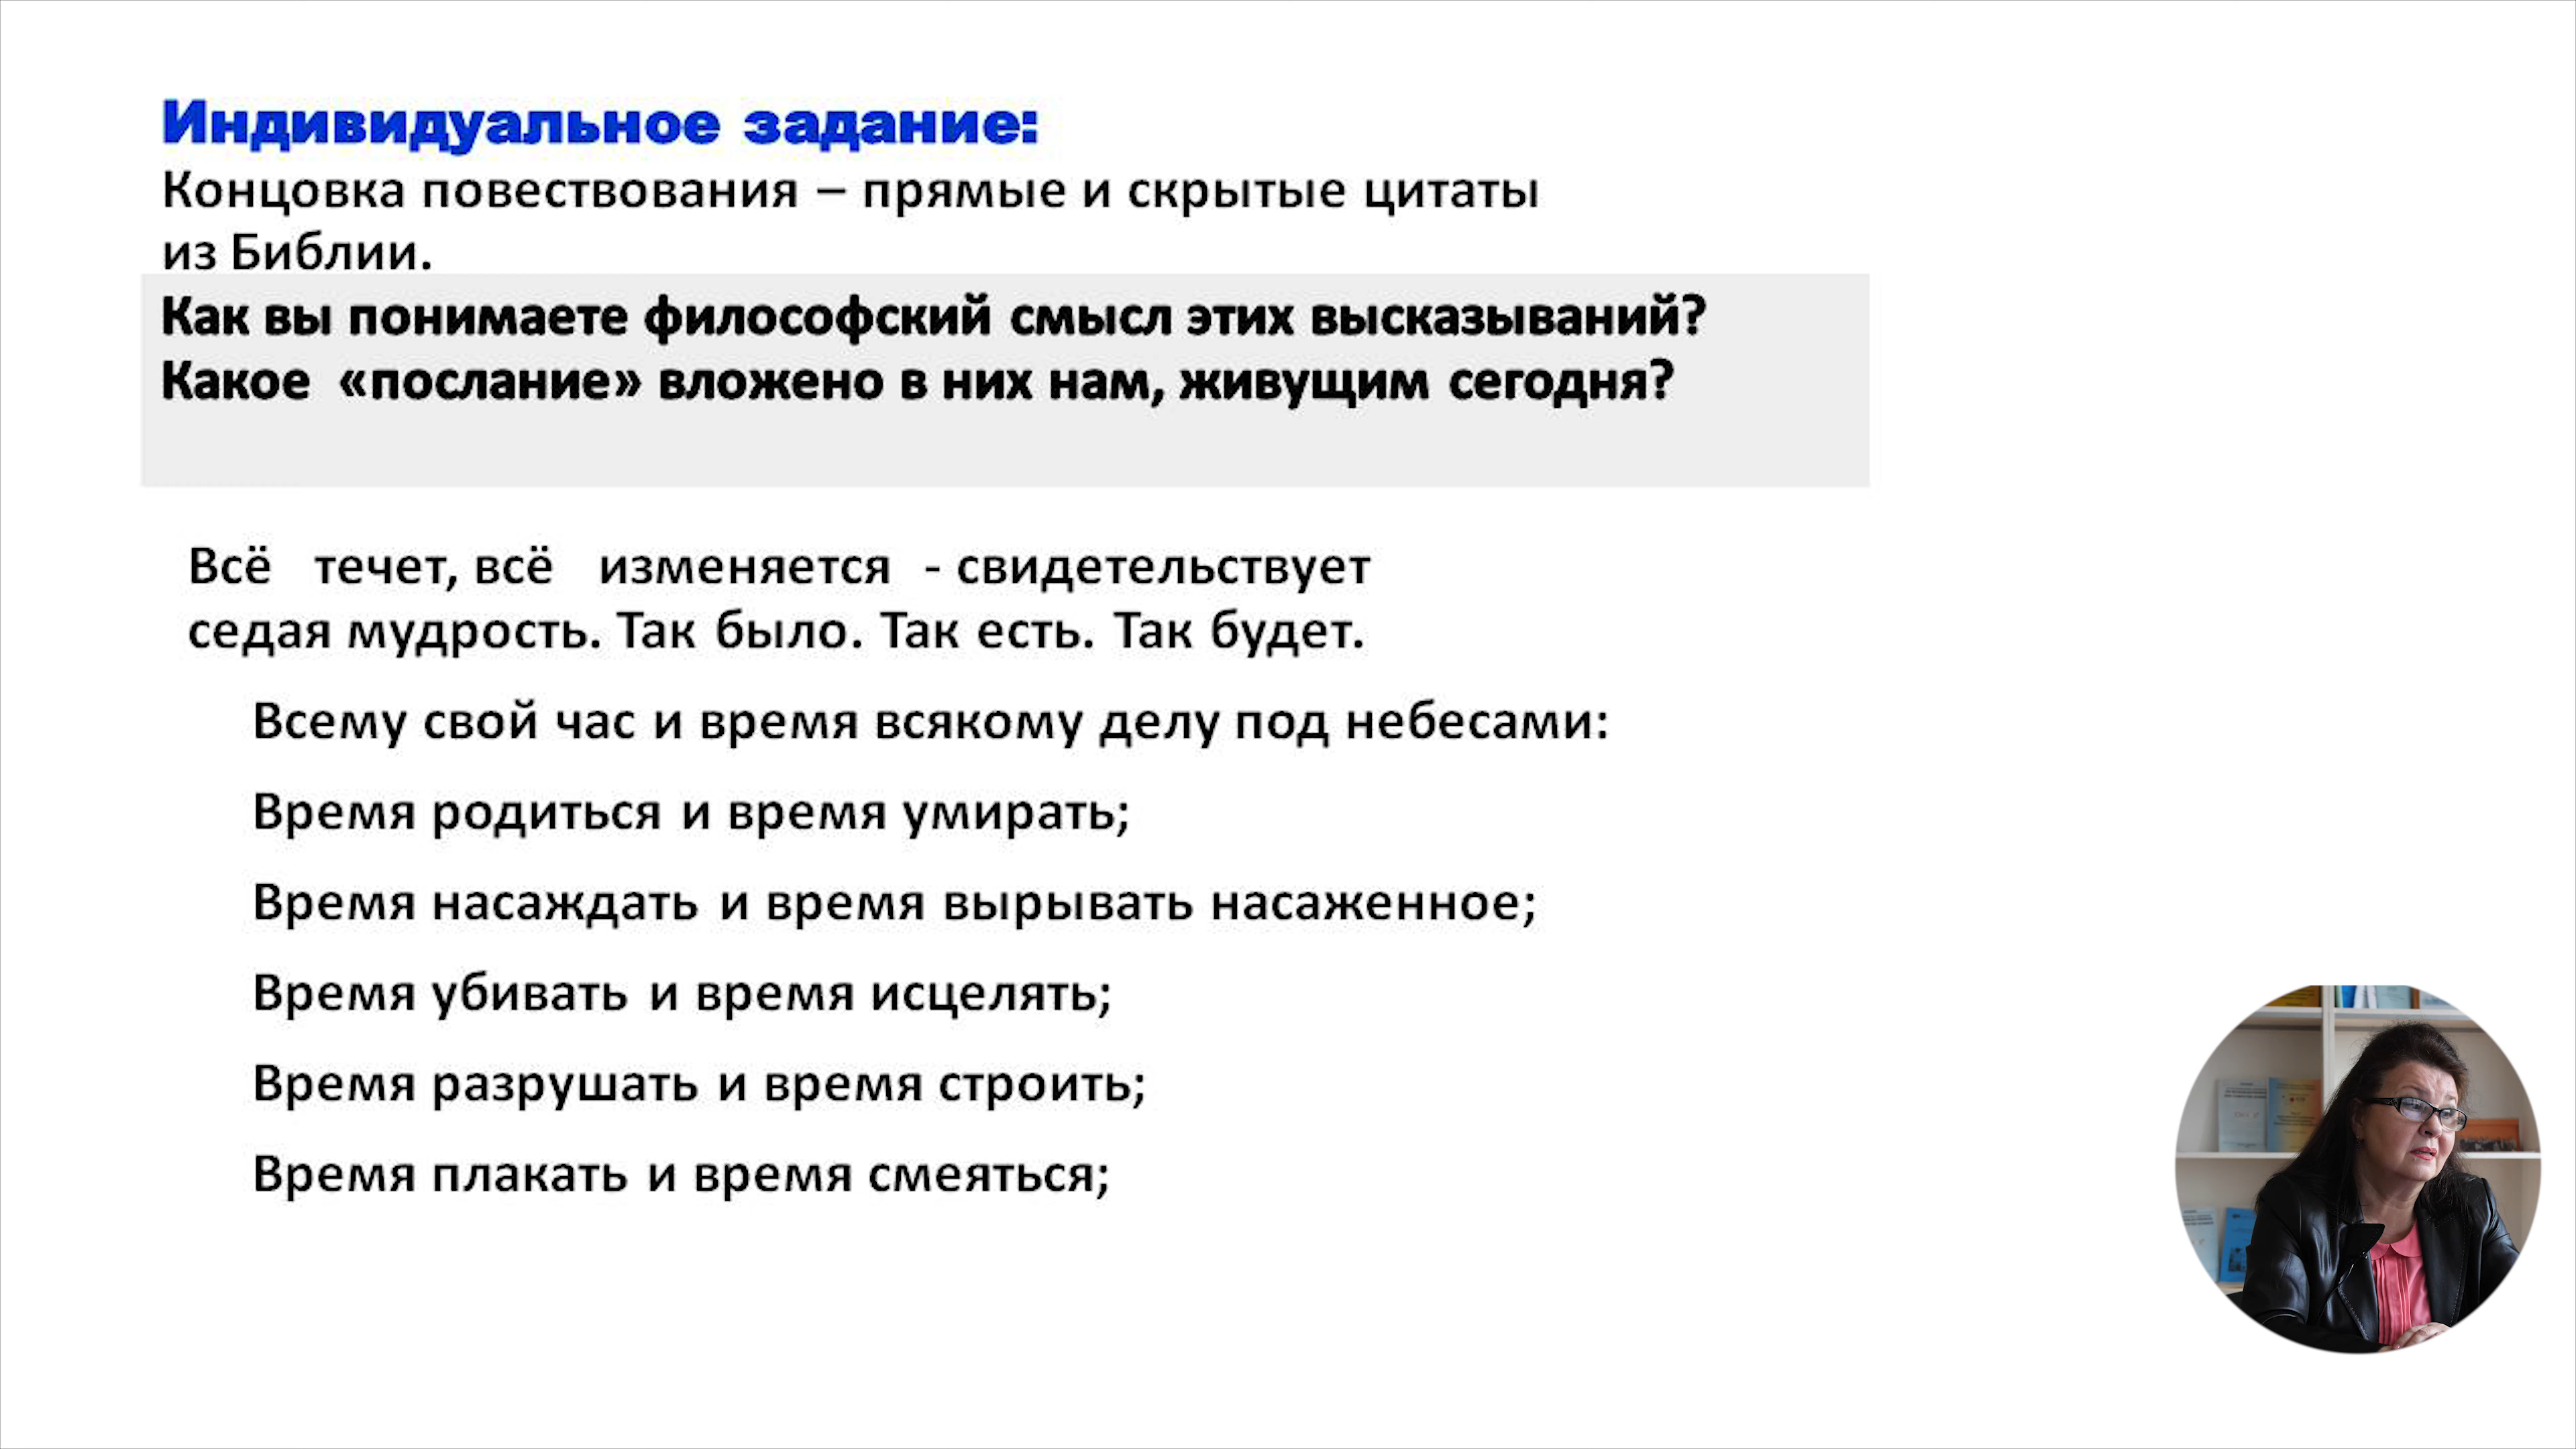 Индивидуальное задание:
Концовка повествования – прямые и скрытые цитаты
из Библии.
Как вы понимаете философский смысл этих высказываний?
Какое «послание» вложено в них нам, живущим сегодня?
Всё течет, всё изменяется - свидетельствует
седая мудрость. Так было. Так есть. Так будет.
Всему свой час и время всякому делу под небесами:
Время родиться и время умирать;
Время насаждать и время вырывать насаженное;
Время убивать и время исцелять;
Время разрушать и время строить;
Время плакать и время смеяться;